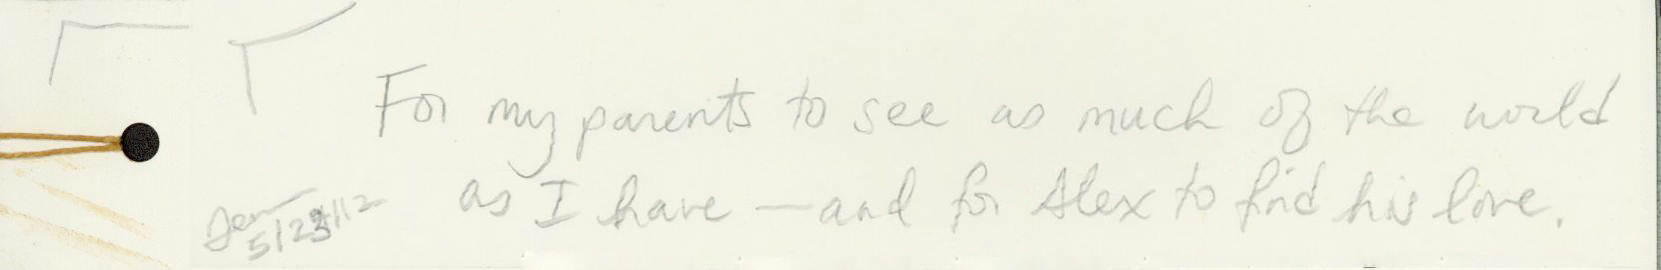 For my parents to see as much of the world
as I have — and for Alex to find his love.
Jen
5/23/12